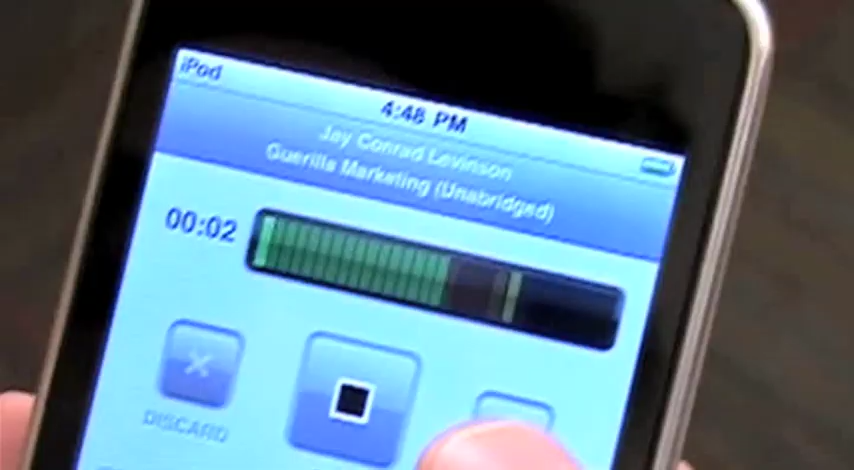 iPod
4:48 PM
Jay Conrad Levinson
Guerilla Marketing (Unabridged)
00:02
DISCARD